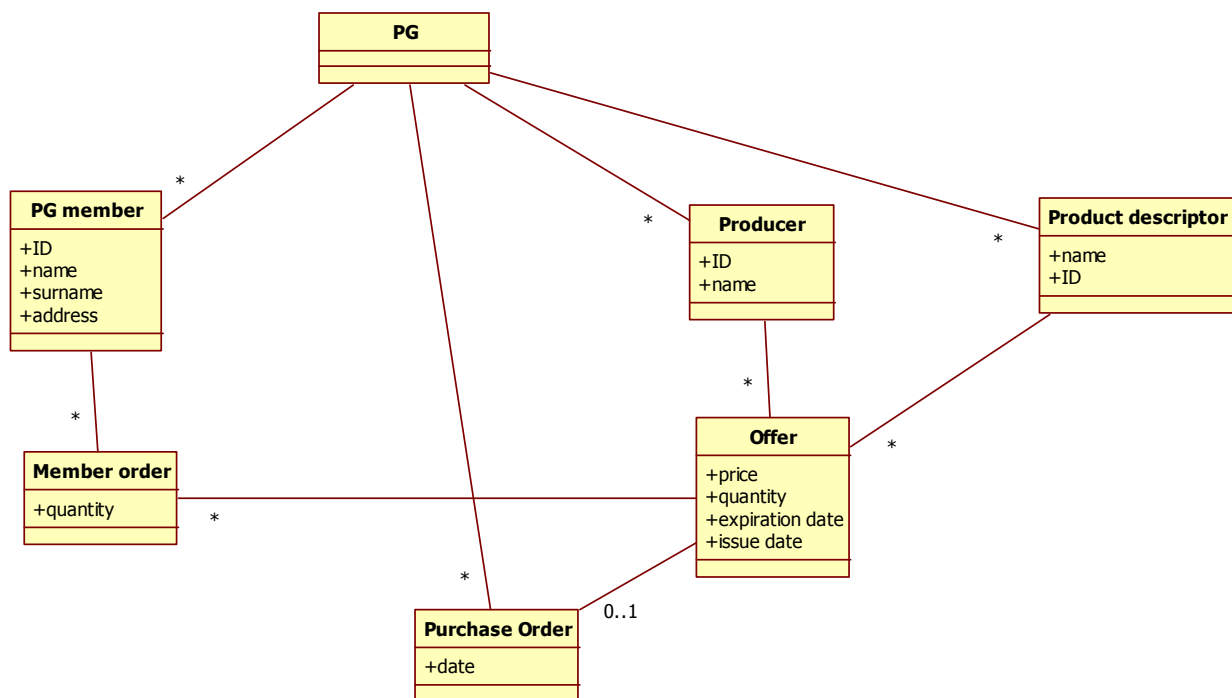 PG
*
PG member
+ID
+name
+surname
+address
*
Producer
+ID
+name
*
Product descriptor
+name
+ID
*
Member order
+quantity
*
*
Offer
+price
+quantity
+expiration date
+issue date
*
*
Purchase Order
+date
0..1